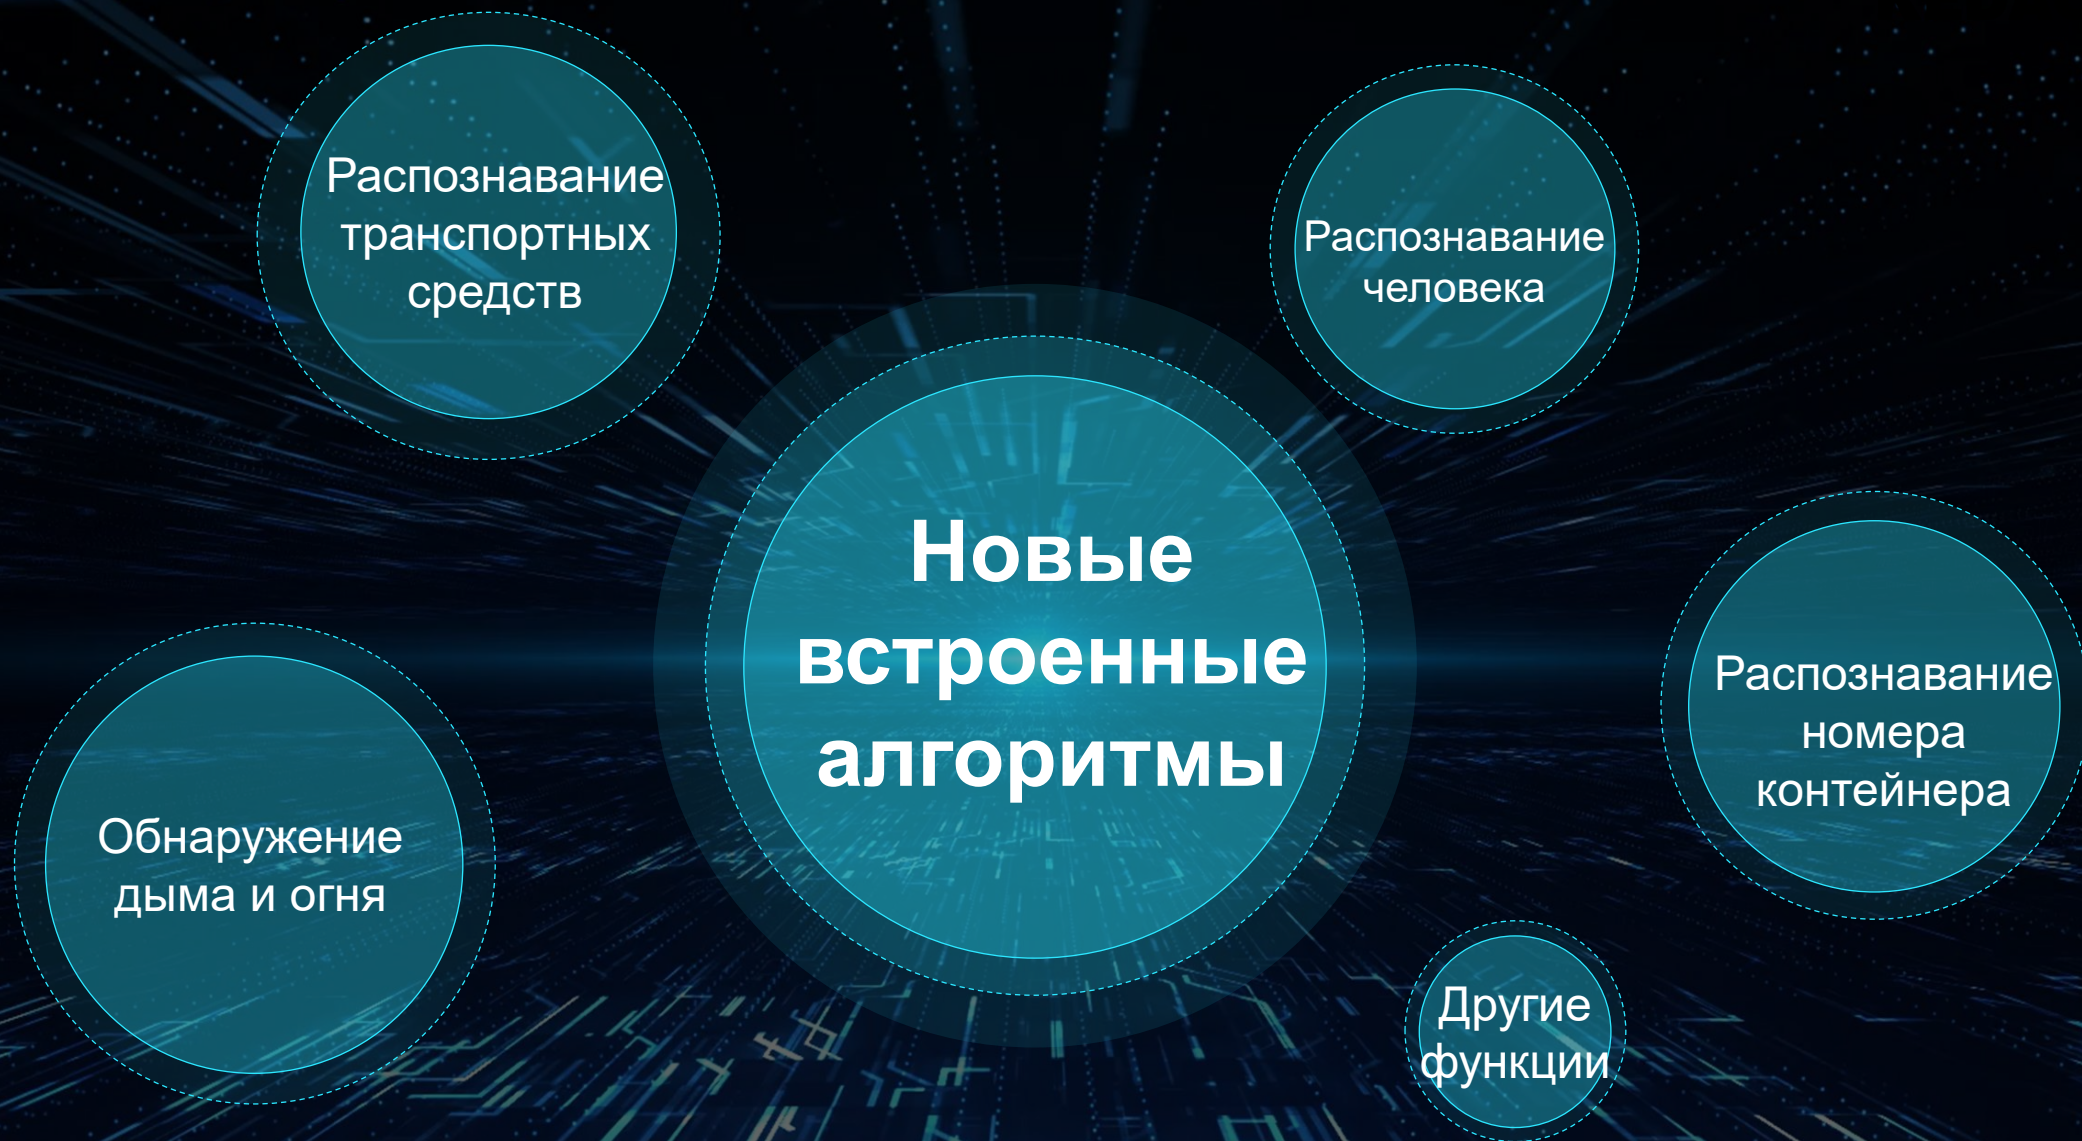 Распознавание
транспортных
средств
Распознавание
человека
Новые
встроенные
алгоритмы
Распознавание
номера
контейнера
Обнаружение
дыма и огня
Другие
функции